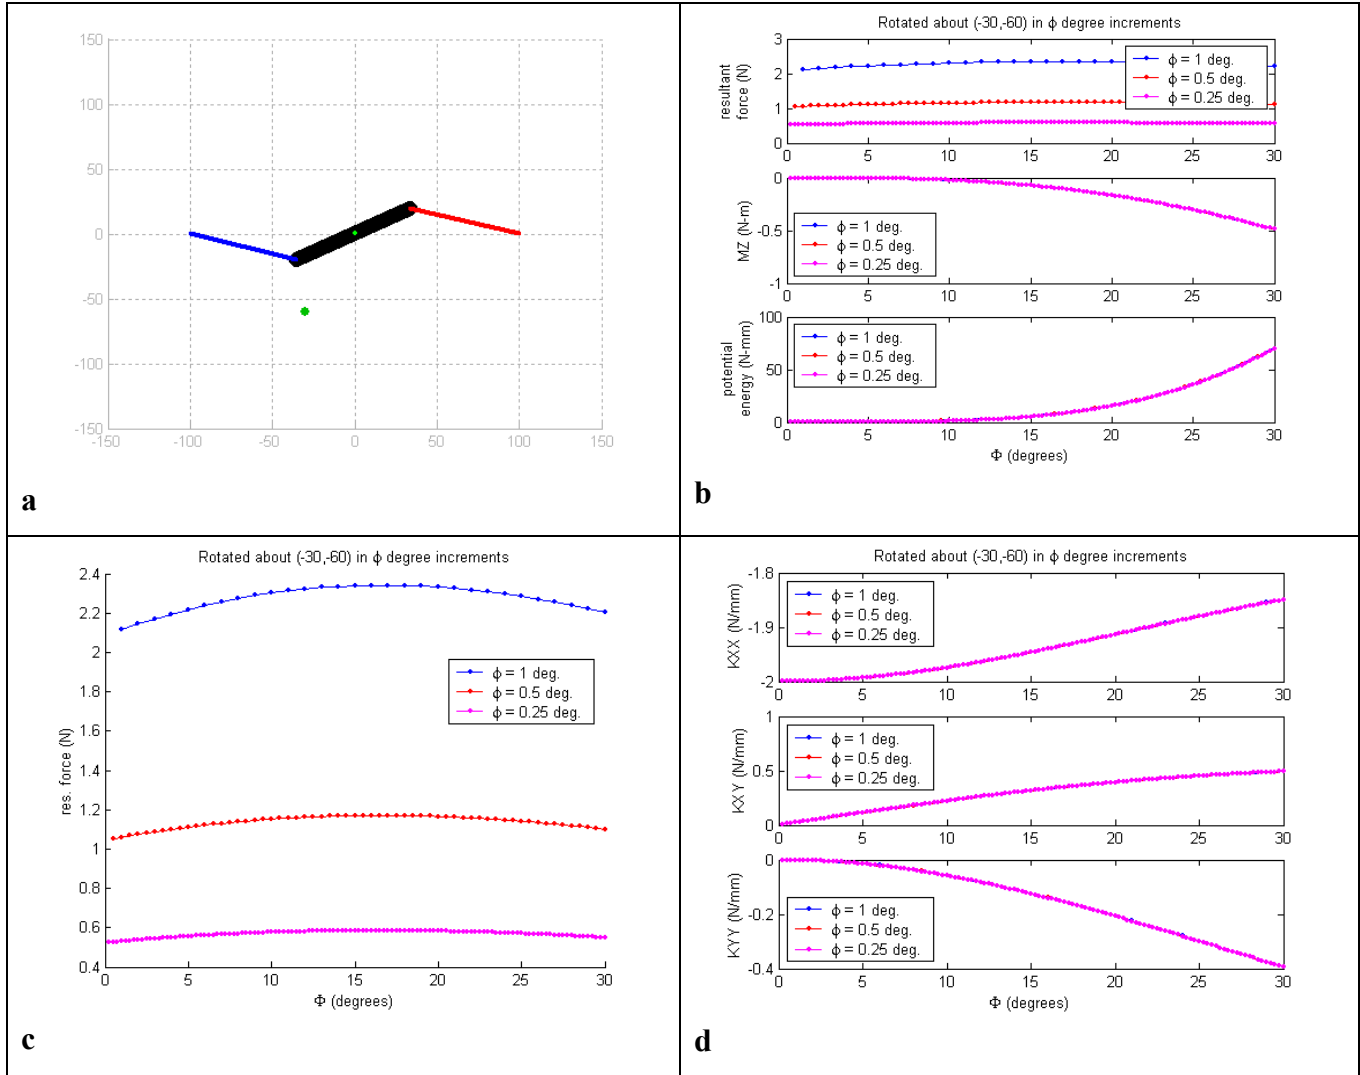 150
100
50
0
-50
-100
-150
-150 -100 -50 0 50 100 150
a
Rotated about (-30,-60) in ϕ degree increments
resultant
force (N)
3
2
1
0
ϕ = 1 deg.
ϕ = 0.5 deg.
ϕ = 0.25 deg.
0 5 10 15 20 25 30
MZ (N-m)
0
-0.5
-1
ϕ = 1 deg.
ϕ = 0.5 deg.
ϕ = 0.25 deg.
0 5 10 15 20 25 30
potential
energy (N-mm)
100
50
0
ϕ = 1 deg.
ϕ = 0.5 deg.
ϕ = 0.25 deg.
0 5 10 15 20 25 30
Φ (degrees)
b
Rotated about (-30,-60) in ϕ degree increments
res. force (N)
2.4
2.2
2
1.8
1.6
1.4
1.2
1
0.8
0.6
0.4
ϕ = 1 deg.
ϕ = 0.5 deg.
ϕ = 0.25 deg.
0 5 10 15 20 25 30
Φ (degrees)
c
Rotated about (-30,-60) in ϕ degree increments
KXX (N/mm)
-1.8
-1.9
-2
ϕ = 1 deg.
ϕ = 0.5 deg.
ϕ = 0.25 deg.
0 5 10 15 20 25 30
KXY (N/mm)
1
0.5
0
ϕ = 1 deg.
ϕ = 0.5 deg.
ϕ = 0.25 deg.
0 5 10 15 20 25 30
KYY (N/mm)
0
-0.2
-0.4
ϕ = 1 deg.
ϕ = 0.5 deg.
ϕ = 0.25 deg.
0 5 10 15 20 25 30
Φ (degrees)
d